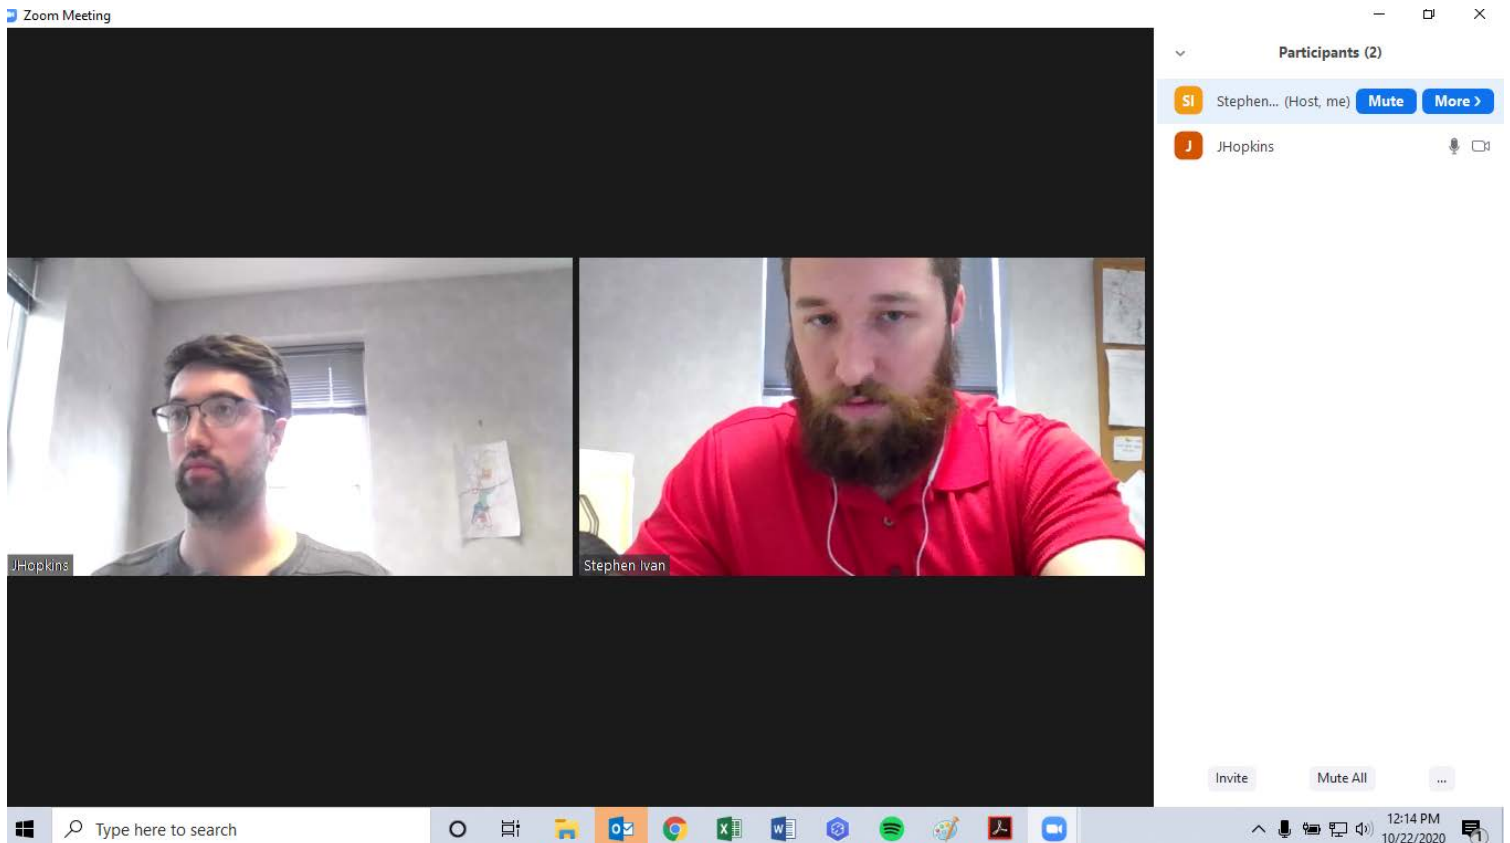 Zoom Meeting
Participants (2)
SI Stephen... (Host, me) Mute More >
J JHopkins
JHopkins
Stephen Ivan
Invite Mute All ...
Type here to search
12:14 PM
10/22/2020
1